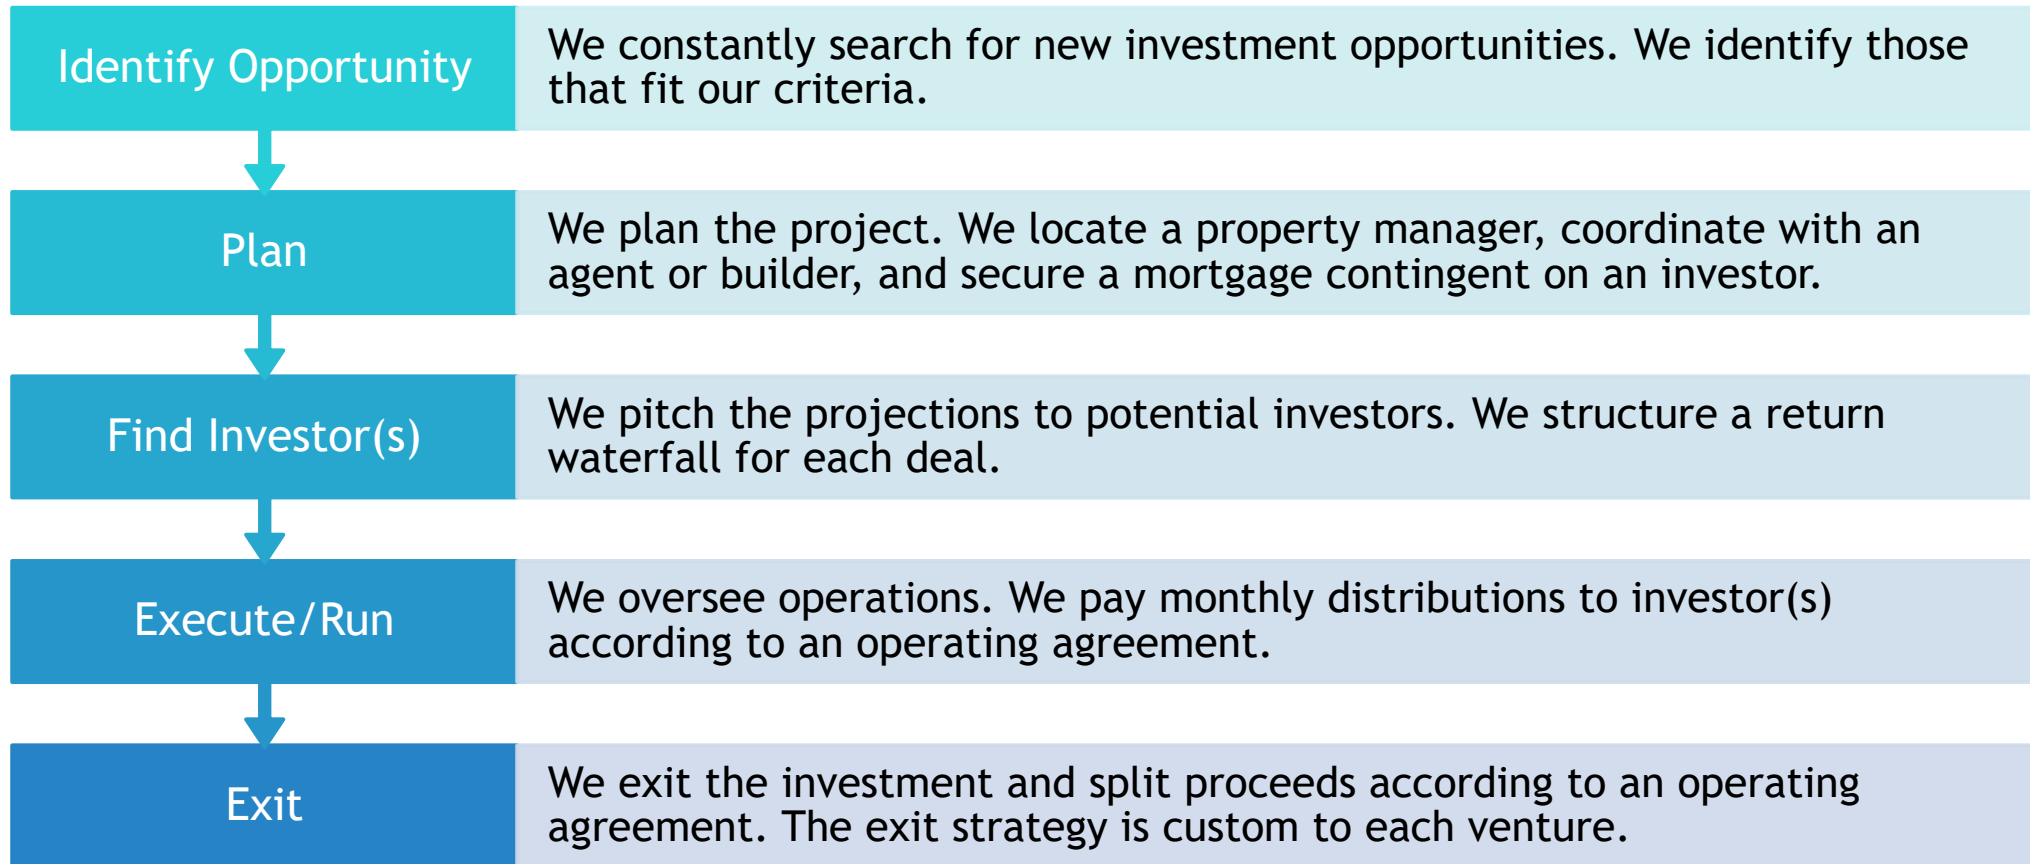 Identify Opportunity
We constantly search for new investment opportunities. We identify those
that fit our criteria.
Plan
We plan the project. We locate a property manager, coordinate with an
agent or builder, and secure a mortgage contingent on an investor.
Find Investor(s)
We pitch the projections to potential investors. We structure a return
waterfall for each deal.
Execute/Run
We oversee operations. We pay monthly distributions to investor(s)
according to an operating agreement.
Exit
We exit the investment and split proceeds according to an operating
agreement. The exit strategy is custom to each venture.